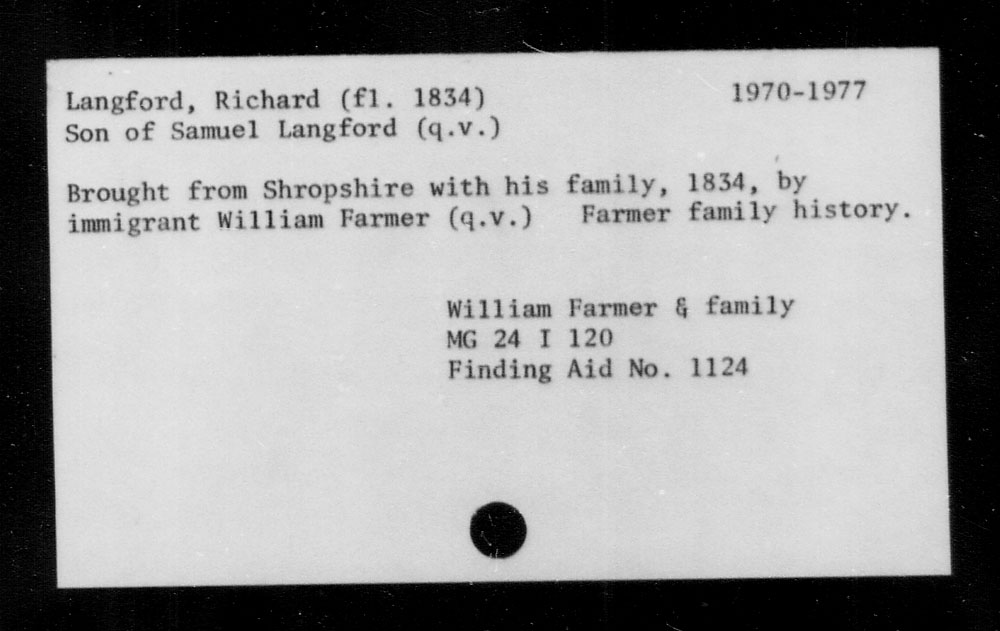 Langford, Richard (fl. 1834) 1970-1977
Son of Samuel Langford (q.v.)
Brought from Shropshire with his family, 1834, by
immigrant William Farmer (q.v.) Farmer family history.
William Farmer & family
MG 24 I 120
Finding Aid No. 1124